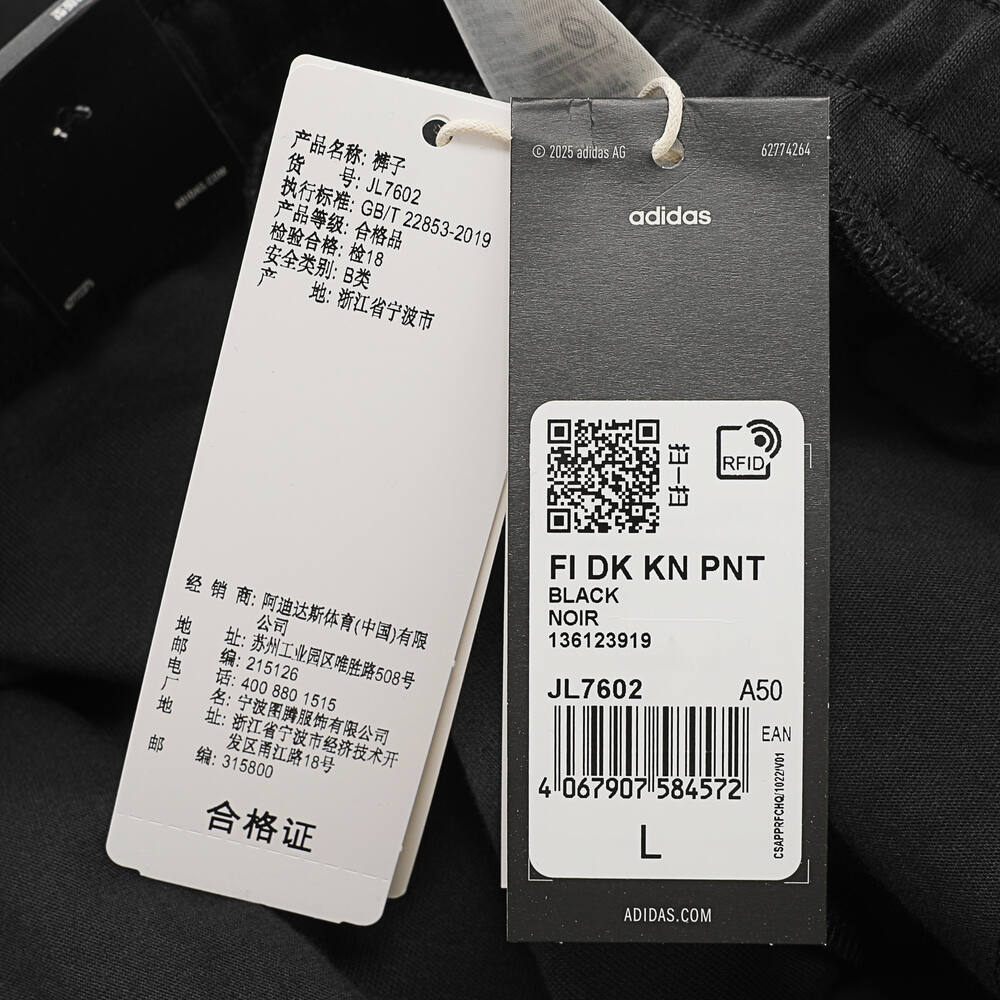 产品名称: 裤子
货 号: JL7602
执行标准: GB/T 22853-2019
产品等级: 合格品
检验合格: 检18
安全类别: B类
产 地: 浙江省宁波市
经 销 商: 阿迪达斯体育(中国)有限
公司
地 址: 苏州工业园区唯胜路508号
邮 编: 215126
电 话: 400 880 1515
厂 名: 宁波图腾服饰有限公司
地 址: 浙江省宁波市经济技术开
发区甬江路18号
邮 编: 315800
合格证
© 2025 adidas AG
62774264
adidas
RFID
FI DK KN PNT
BLACK
NOIR
136123919
JL7602 A50
EAN
4 067907 584572
CSAPPRFCHQ/1022/V01
L
ADIDAS.COM
ADIDAS.COM